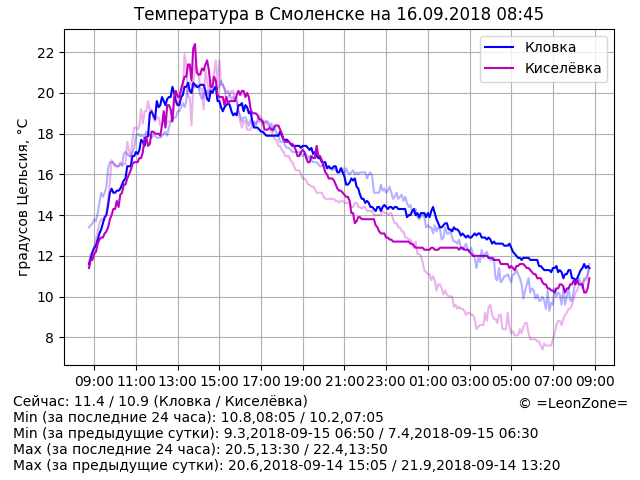 Температура в Смоленске на 16.09.2018 08:45
Кловка
Киселёвка
градусов Цельсия, °C
22
20
18
16
14
12
10
8
09:00 11:00 13:00 15:00 17:00 19:00 21:00 23:00 01:00 03:00 05:00 07:00 09:00
Сейчас: 11.4 / 10.9 (Кловка / Киселёвка)
© =LeonZone=
Min (за последние 24 часа): 10.8,08:05 / 10.2,07:05
Min (за предыдущие сутки): 9.3,2018-09-15 06:50 / 7.4,2018-09-15 06:30
Max (за последние 24 часа): 20.5,13:30 / 22.4,13:50
Max (за предыдущие сутки): 20.6,2018-09-14 15:05 / 21.9,2018-09-14 13:20